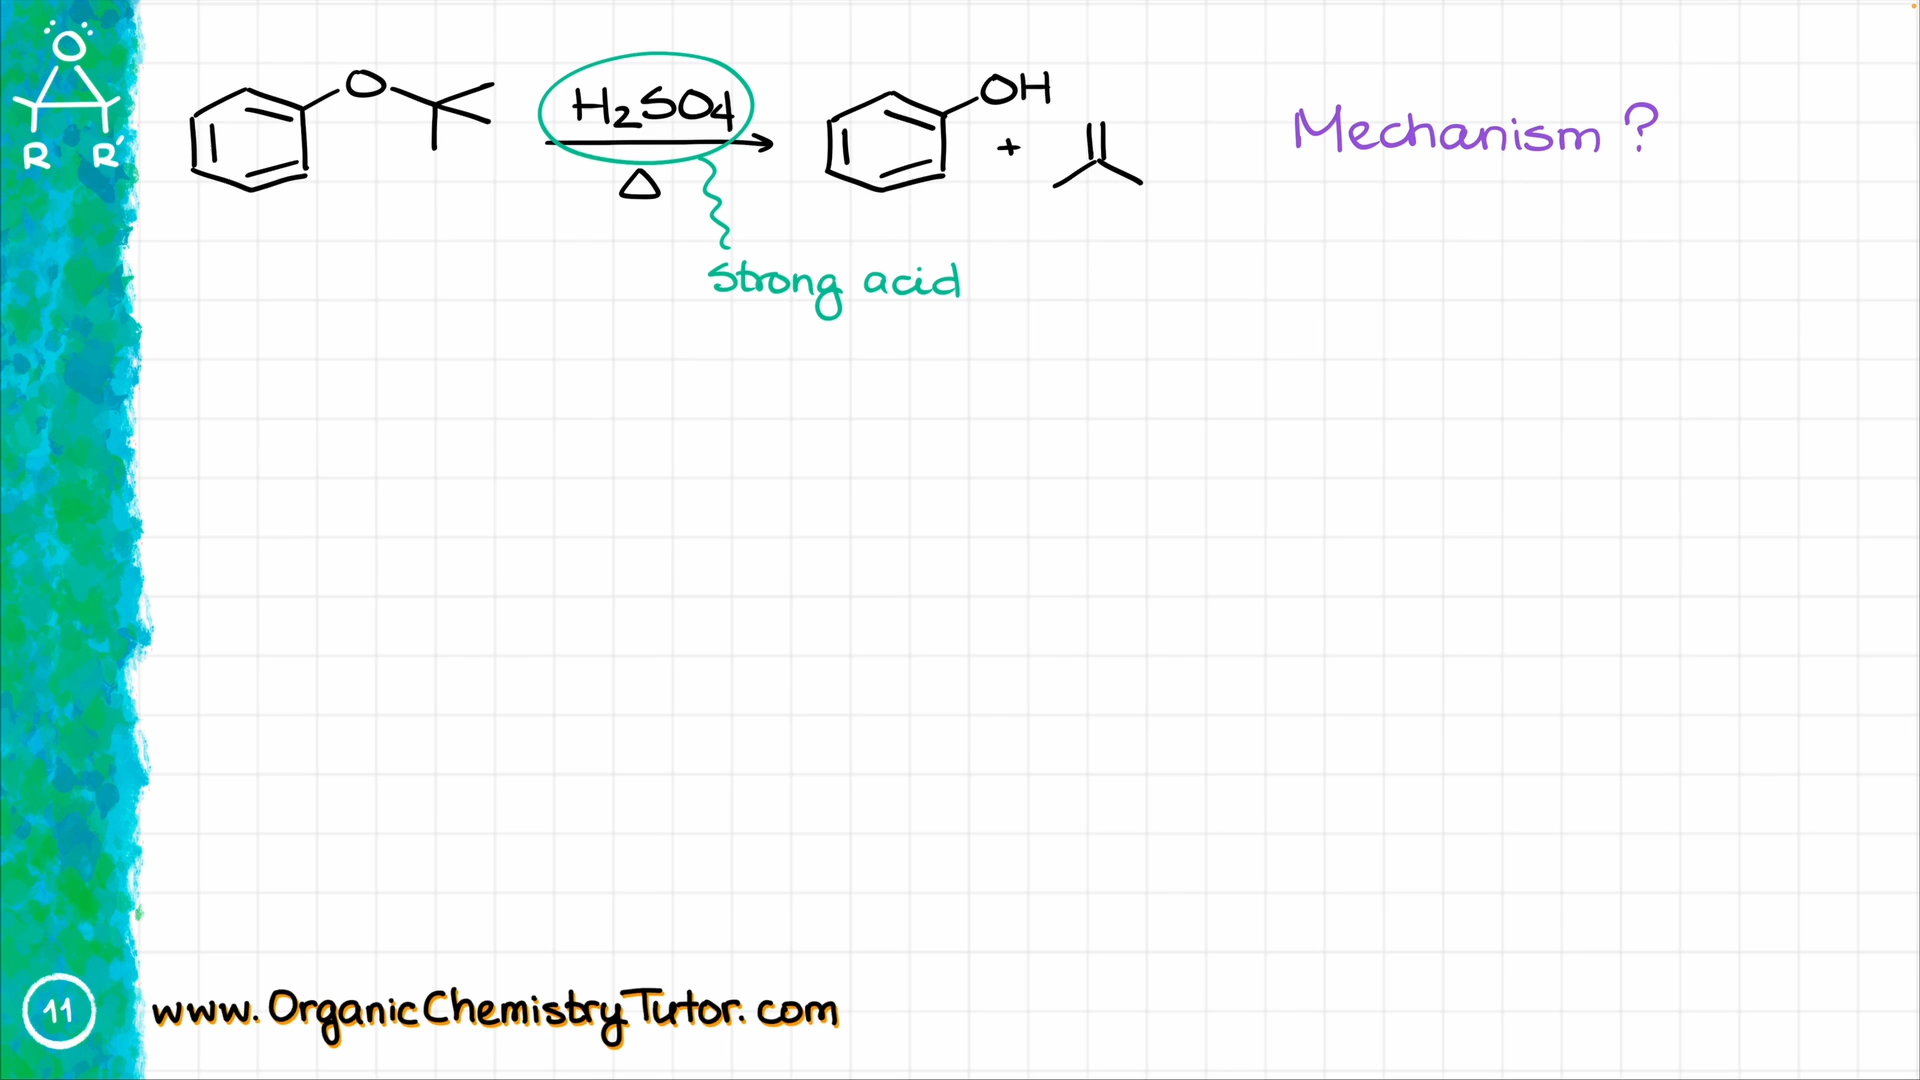 O
R R'
O
H₂SO₄
Δ
OH
+
Mechanism ?
strong acid
11
www.OrganicChemistryTutor.com